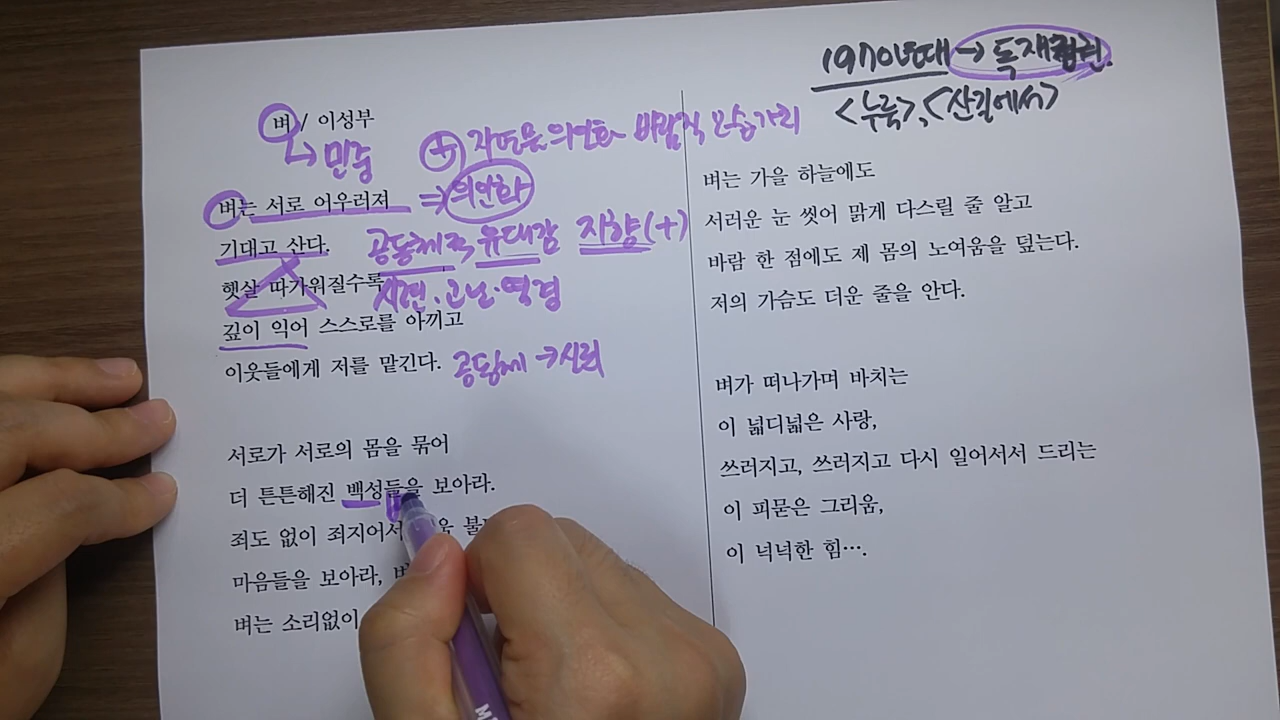 1970년대 → 독재정권.
<누룩>, <산길에서>
벼 / 이성부
→ 민중
(+) 자연물 의인화 바람직 모습 가리
벼는 서로 어우러져 ⇒ 의인화
기대고 산다. 공동체적 유대감 지향(+)
햇살 따가워질수록 시련·고난·역경
깊이 익어 스스로를 아끼고
이웃들에게 저를 맡긴다. 공동체 → 신뢰
서로가 서로의 몸을 묶어
더 튼튼해진 백성들을 보아라.
죄도 없이 죄지어서
마음들을 보아라,
벼는 소리없이
벼는 가을 하늘에도
서러운 눈 씻어 맑게 다스릴 줄 알고
바람 한 점에도 제 몸의 노여움을 덮는다.
저의 가슴도 더운 줄을 안다.
벼가 떠나가며 바치는
이 넓디넓은 사랑,
쓰러지고, 쓰러지고 다시 일어서서 드리는
이 피묻은 그리움,
이 넉넉한 힘….